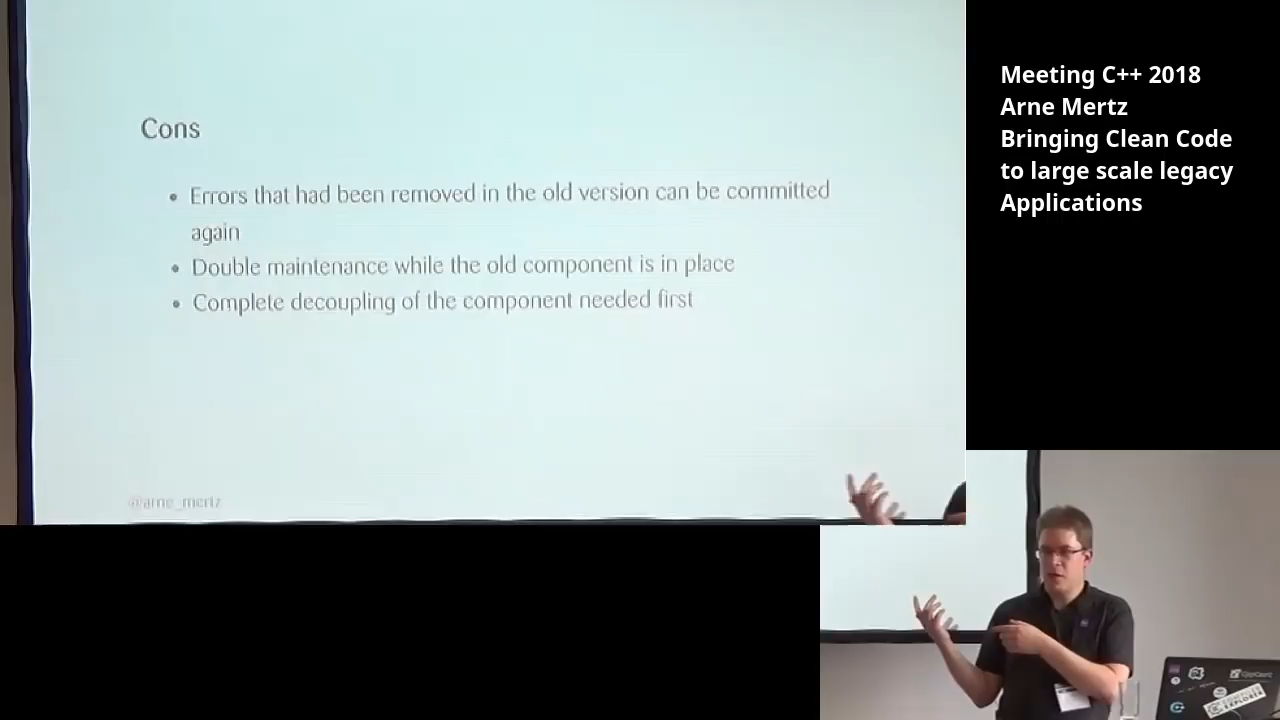 Cons
• Errors that had been removed in the old version can be committed
again
• Double maintenance while the old component is in place
• Complete decoupling of the component needed first
@arne_mertz
Meeting C++ 2018
Arne Mertz
Bringing Clean Code
to large scale legacy
Applications
EXPLORER